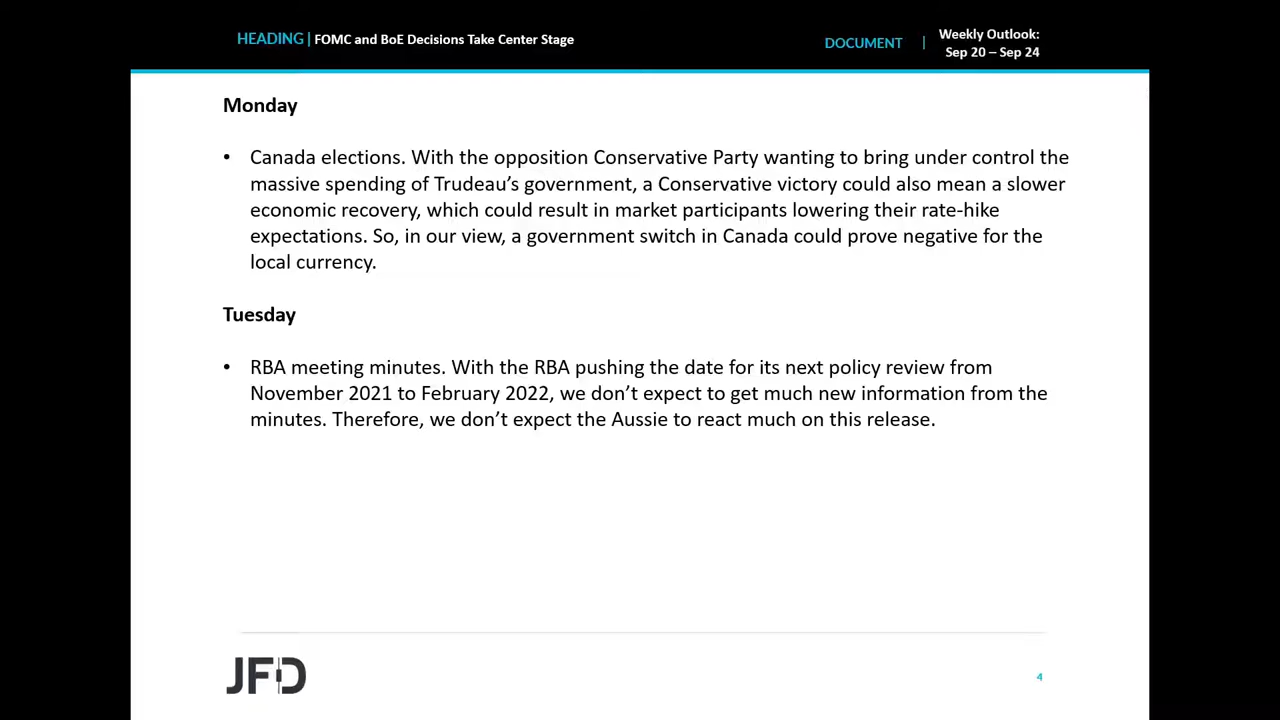 HEADING | FOMC and BoE Decisions Take Center Stage
DOCUMENT | Weekly Outlook:
Sep 20 – Sep 24
Monday
• Canada elections. With the opposition Conservative Party wanting to bring under control the
massive spending of Trudeau’s government, a Conservative victory could also mean a slower
economic recovery, which could result in market participants lowering their rate-hike
expectations. So, in our view, a government switch in Canada could prove negative for the
local currency.
Tuesday
• RBA meeting minutes. With the RBA pushing the date for its next policy review from
November 2021 to February 2022, we don’t expect to get much new information from the
minutes. Therefore, we don’t expect the Aussie to react much on this release.
JFD
4